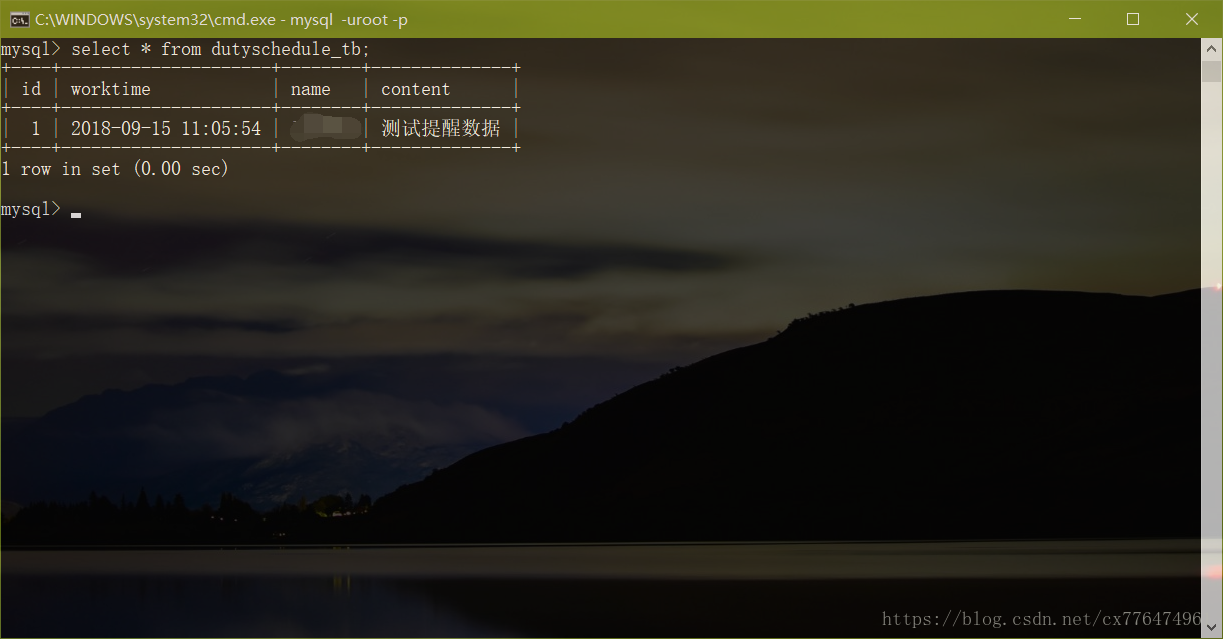 C:\WINDOWS\system32\cmd.exe - mysql  -uroot -p
mysql> select * from dutyschedule_tb;
+----+---------------------+--------+--------------+
| id | worktime            | name   | content      |
+----+---------------------+--------+--------------+
|  1 | 2018-09-15 11:05:54 |        | 测试提醒数据 |
+----+---------------------+--------+--------------+
1 row in set (0.00 sec)
mysql>
https://blog.csdn.net/cx77647496